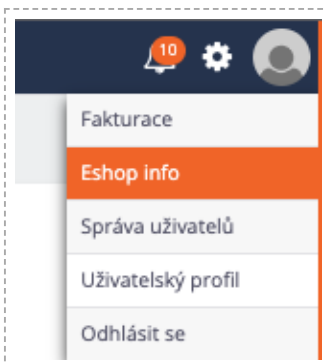 10
Fakturace
Eshop info
Správa uživatelů
Uživatelský profil
Odhlásit se